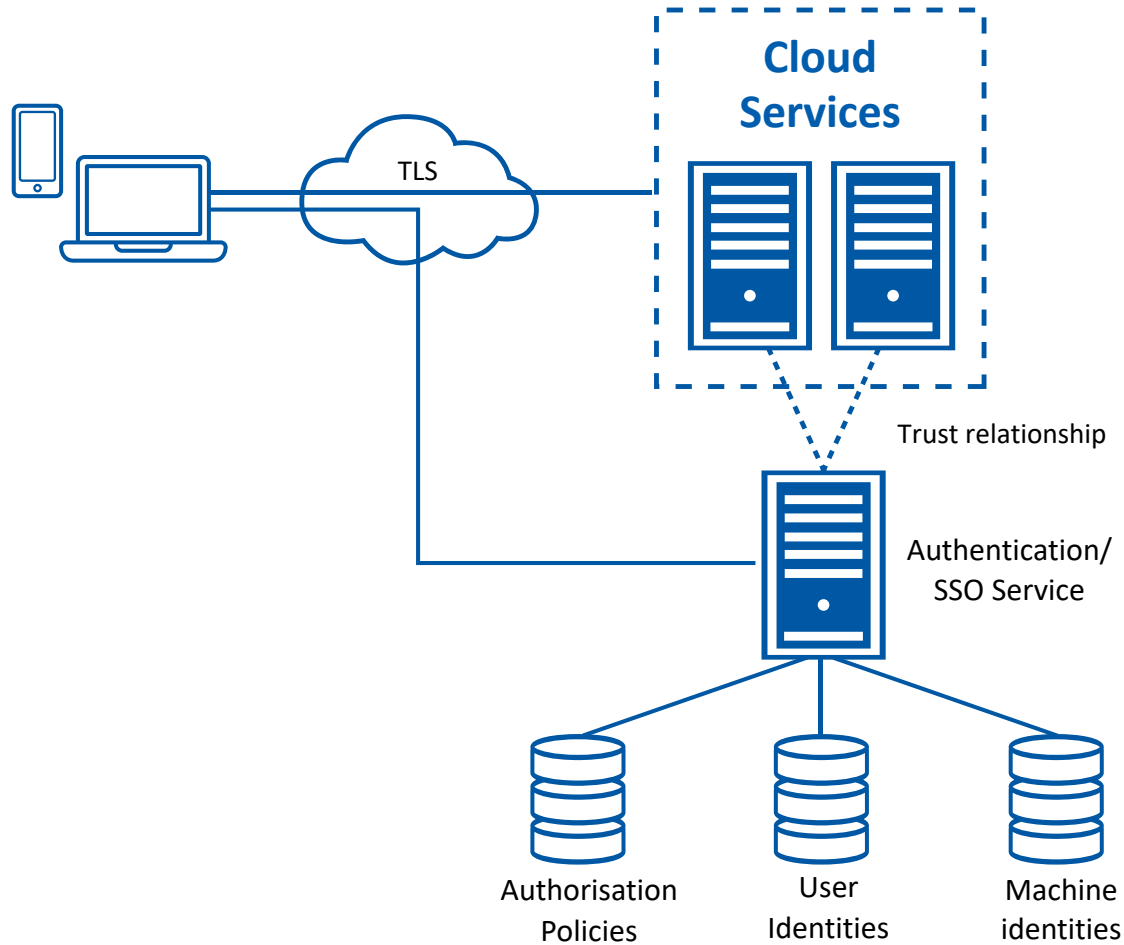 Cloud
Services
TLS
Trust relationship
Authentication/
SSO Service
Authorisation
Policies
User
Identities
Machine
identities